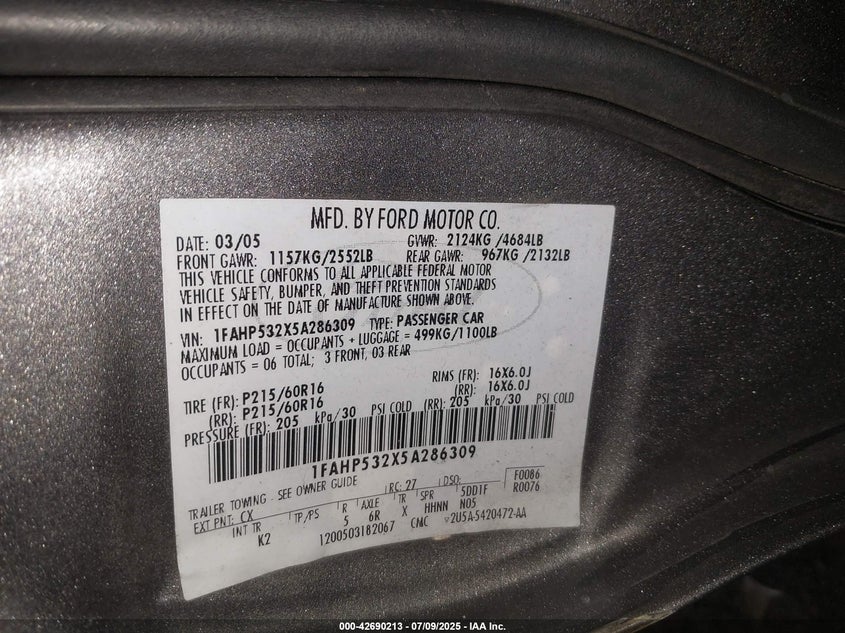 MFD. BY FORD MOTOR CO.
DATE: 03/05 GVWR: 2124KG /4684LB
FRONT GAWR: 1157KG/2552LB REAR GAWR: 967KG /2132LB
THIS VEHICLE CONFORMS TO ALL APPLICABLE FEDERAL MOTOR
VEHICLE SAFETY, BUMPER, AND THEFT PREVENTION STANDARDS
IN EFFECT ON THE DATE OF MANUFACTURE SHOWN ABOVE.
VIN: 1FAHP532X5A286309 TYPE: PASSENGER CAR
MAXIMUM LOAD = OCCUPANTS + LUGGAGE = 499KG/1100LB
OCCUPANTS = 06 TOTAL; 3 FRONT, 03 REAR
TIRE (FR): P215/60R16 RIMS (FR): 16X6.0J
(RR): P215/60R16 (RR): 16X6.0J
PRESSURE (FR): 205 kPa/30 PSI COLD (RR): 205 kPa/30 PSI COLD
1FAHP532X5A286309
TRAILER TOWING - SEE OWNER GUIDE RC: 27 DSO: F0086
EXT PNT: CX TP/PS R AXLE TR SPR 5DD1F R0076
INT TR 5 6R X HHNN N05
K2 1200503182067 CMC 2U5A-5420472-AA
000-42690213 - 07/09/2025 - IAA Inc.